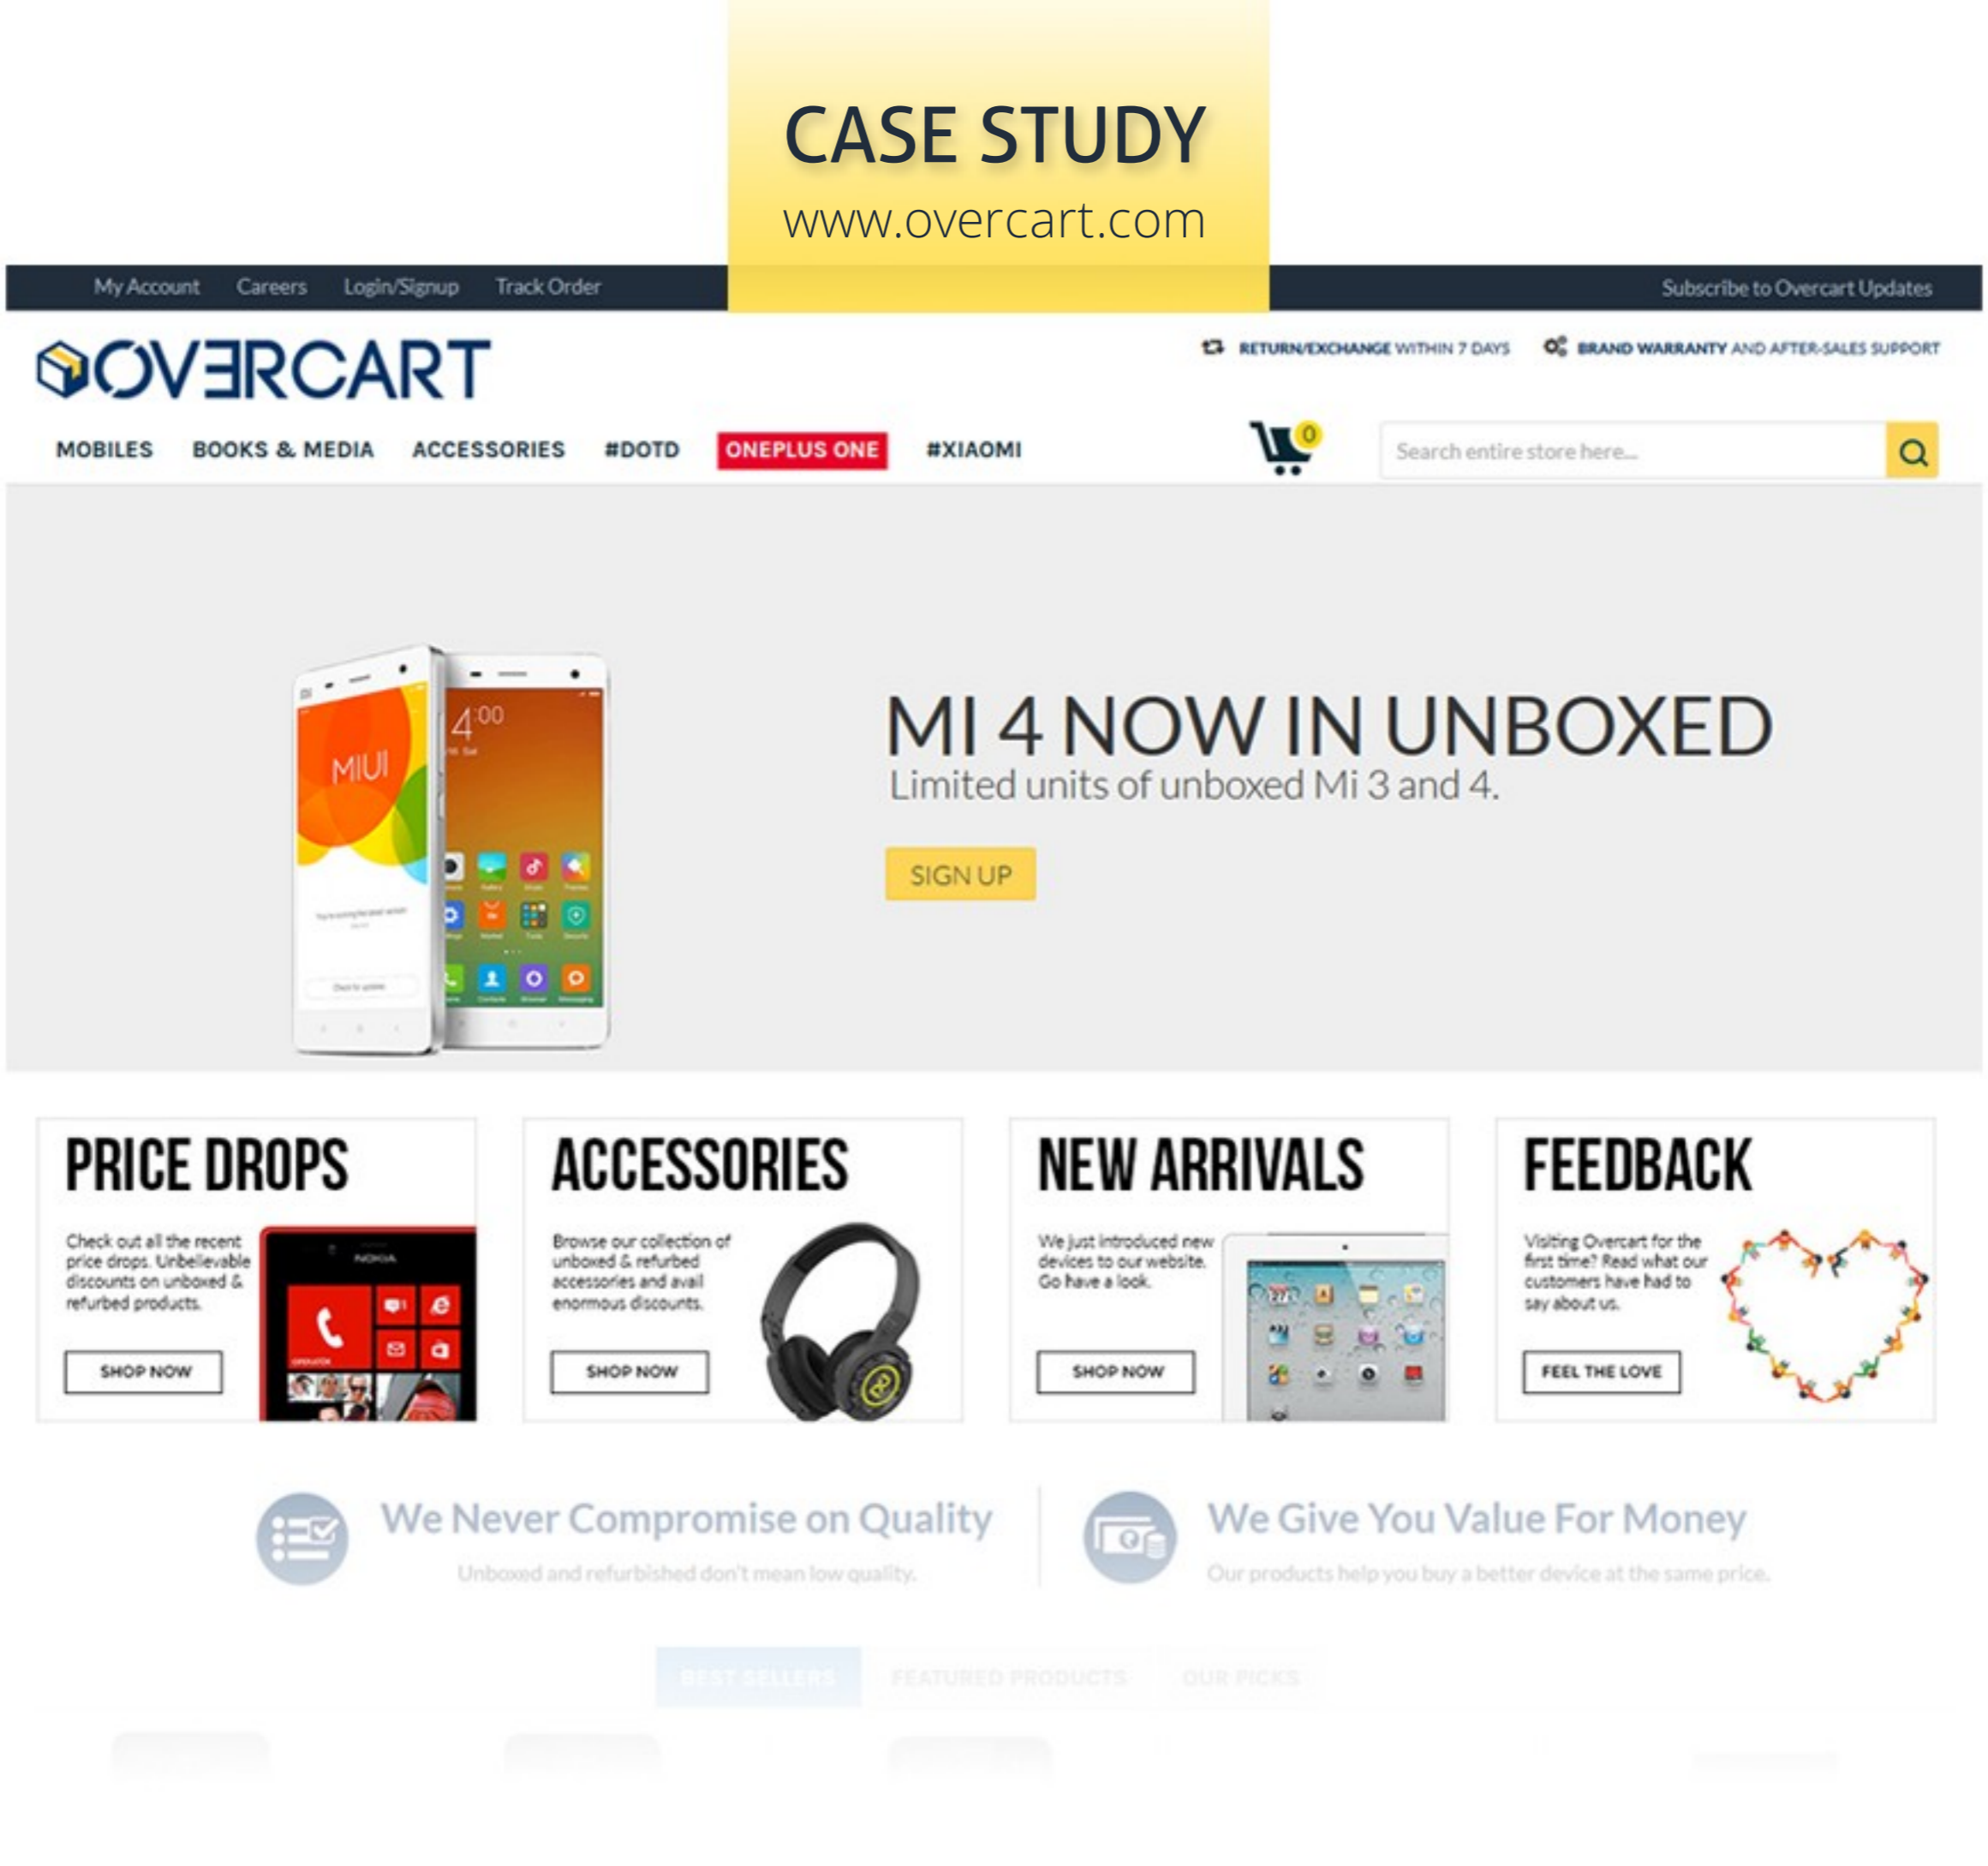 CASE STUDY
www.overcart.com
My Account Careers Login/Signup Track Order
Subscribe to Overcart Updates
OVERCART
RETURN/EXCHANGE WITHIN 7 DAYS
BRAND WARRANTY AND AFTER-SALES SUPPORT
MOBILES BOOKS & MEDIA ACCESSORIES #DOTD ONEPLUS ONE #XIAOMI
0
Search entire store here...
MIUI
4:00
MI 4 NOW IN UNBOXED
Limited units of unboxed Mi 3 and 4.
SIGN UP
PRICE DROPS
Check out all the recent
price drops. Unbelievable
discounts on unboxed &
refurbed products.
SHOP NOW
NOKIA
ACCESSORIES
Browse our collection of
unboxed & refurbed
accessories and avail
enormous discounts.
SHOP NOW
NEW ARRIVALS
We just introduced new
devices to our website.
Go have a look.
SHOP NOW
FEEDBACK
Visiting Overcart for the
first time? Read what our
customers have had to
say about us.
FEEL THE LOVE
We Never Compromise on Quality
Unboxed and refurbished don't mean low quality.
We Give You Value For Money
Our products help you buy a better device at the same price.
BEST SELLERS FEATURED PRODUCTS OUR PICKS